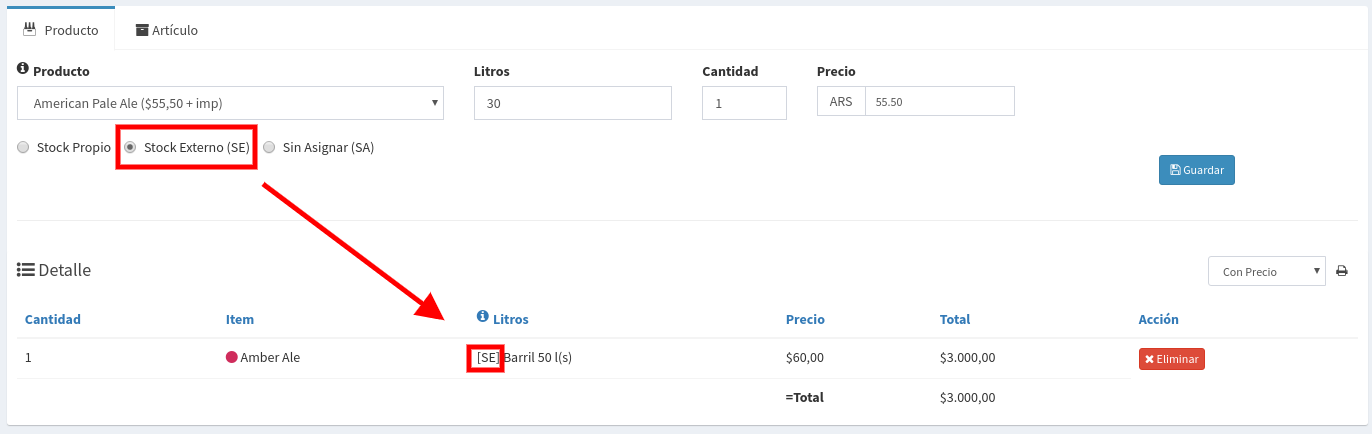 Producto Artículo
Producto Litros Cantidad Precio
American Pale Ale ($55,50 + imp) 30 1 ARS 55.50
Stock Propio Stock Externo (SE) Sin Asignar (SA)
Guardar
Detalle Con Precio
Cantidad Item Litros Precio Total Acción
1 Amber Ale [SE] Barril 50 l(s) $60,00 $3.000,00 Eliminar
=Total $3.000,00